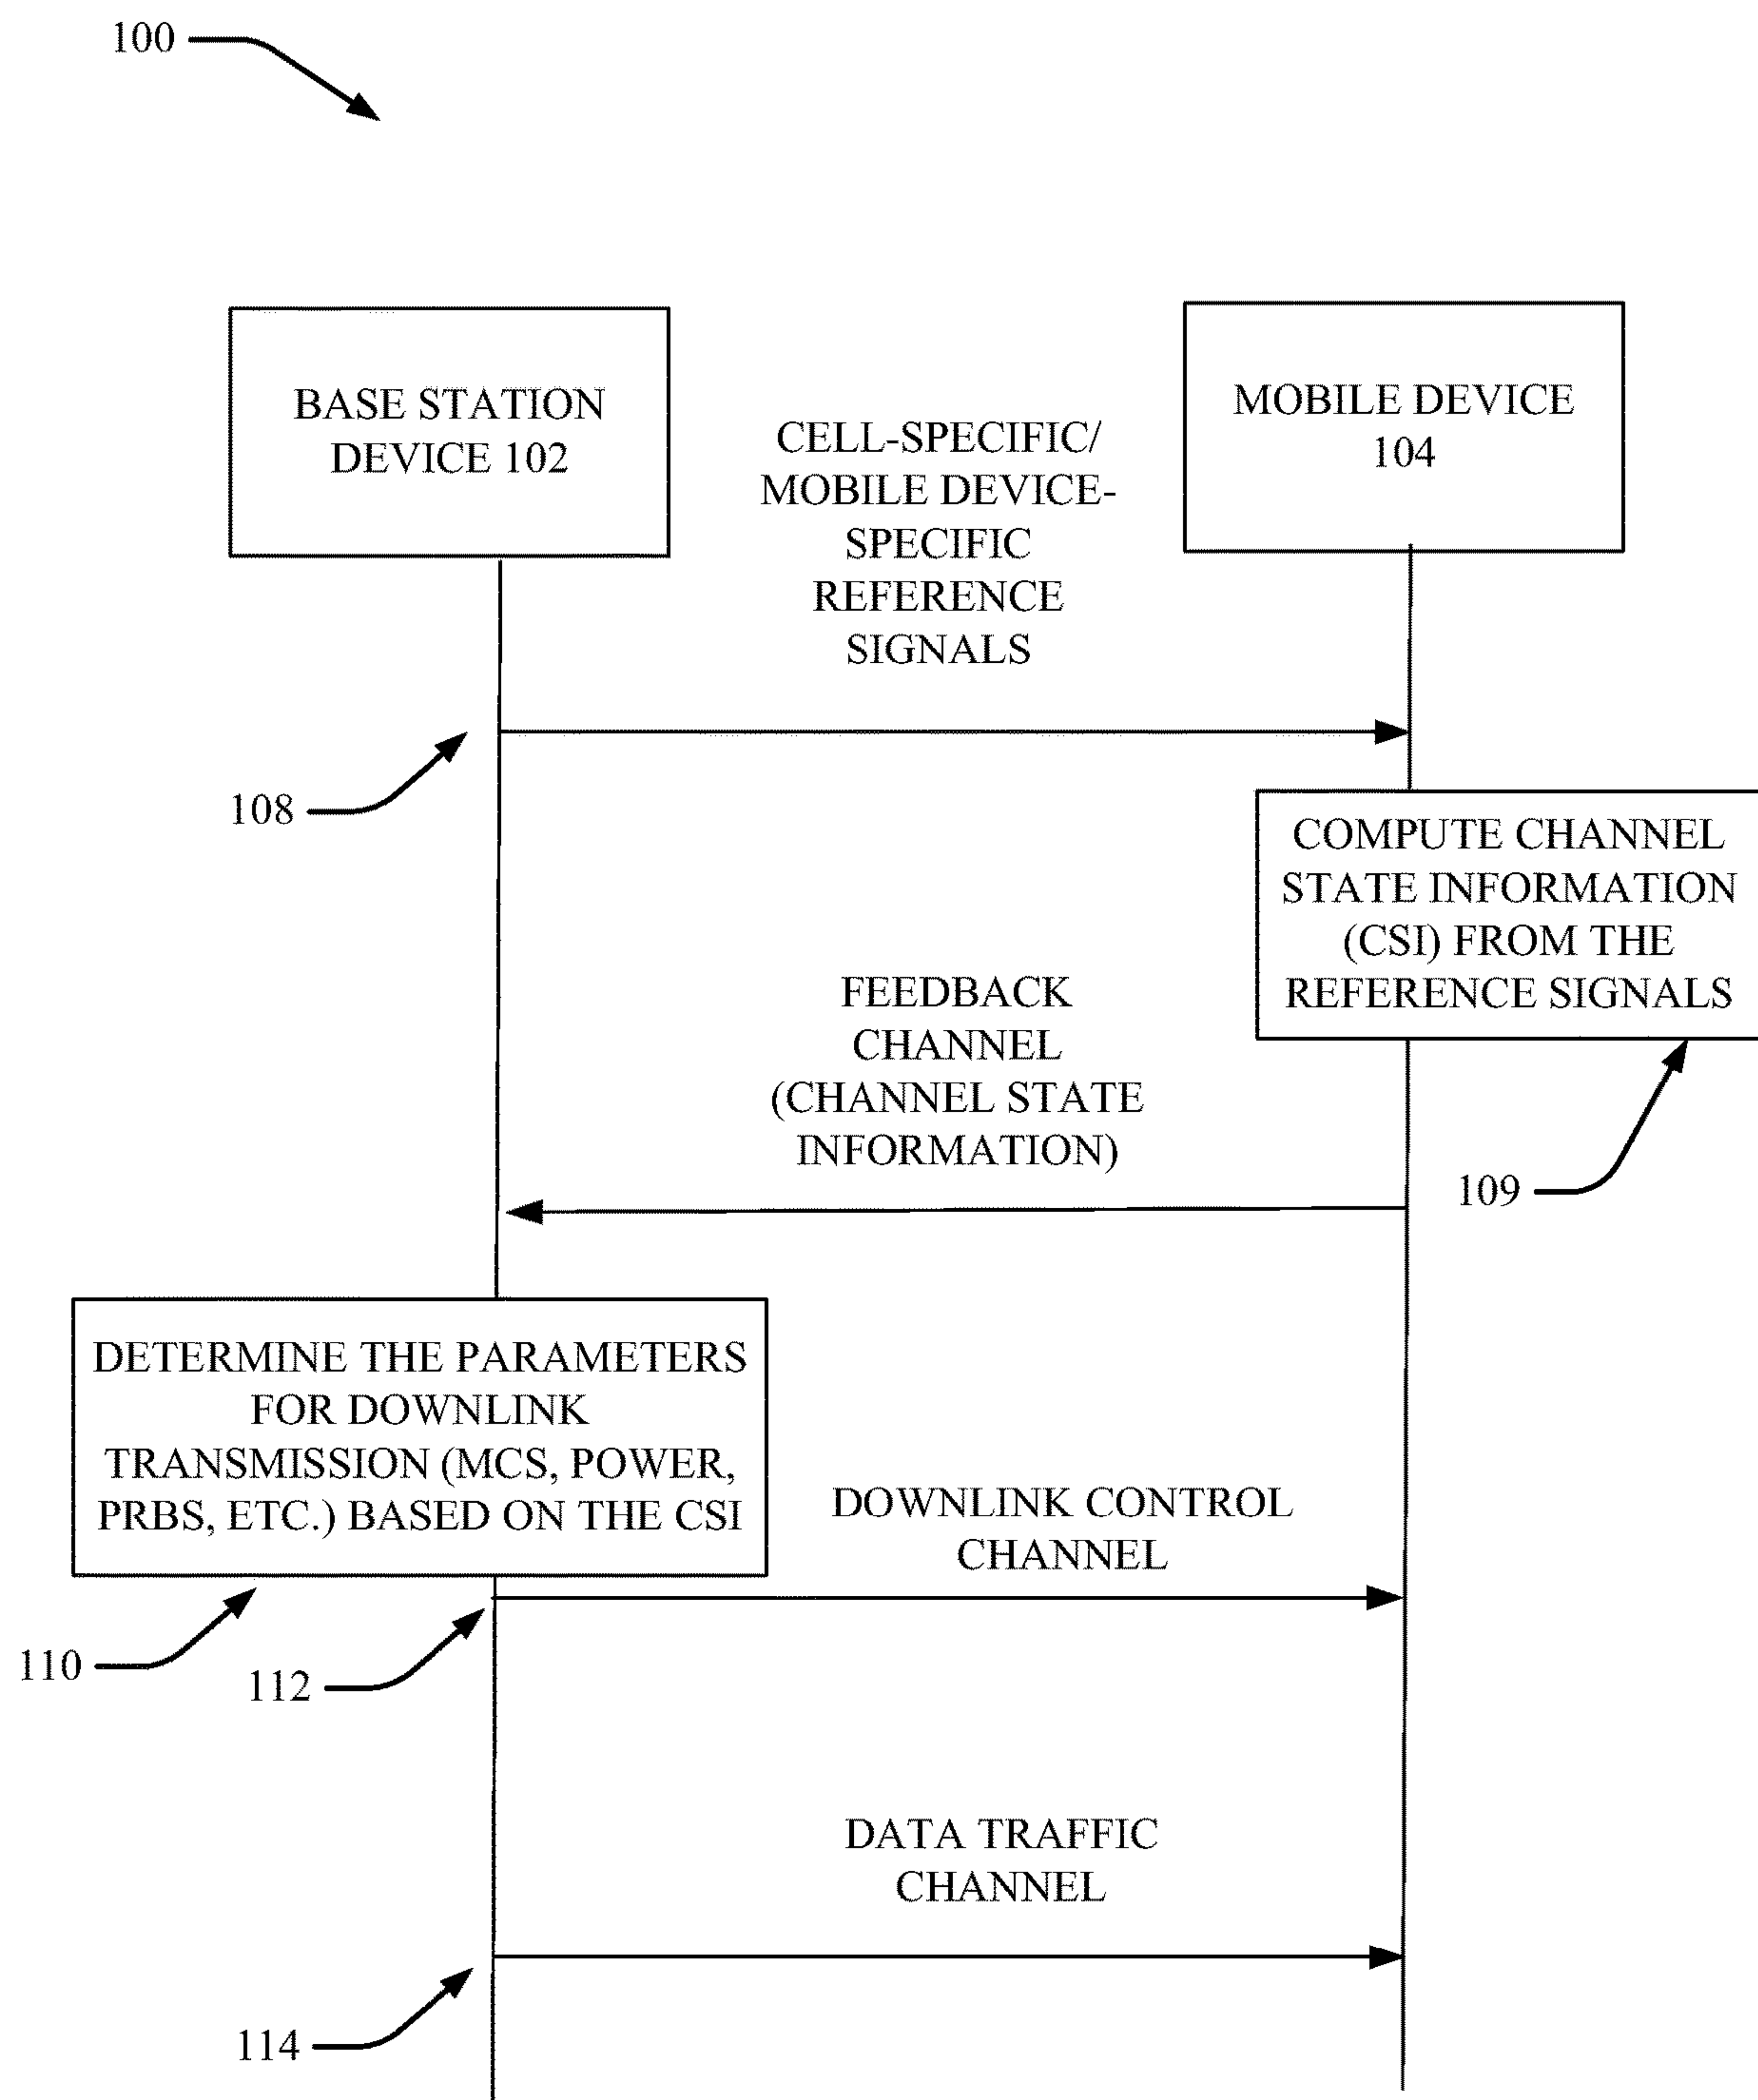 100
BASE STATION
DEVICE 102
MOBILE DEVICE
104
CELL-SPECIFIC/
MOBILE DEVICE-
SPECIFIC
REFERENCE
SIGNALS
108
COMPUTE CHANNEL
STATE INFORMATION
(CSI) FROM THE
REFERENCE SIGNALS
109
FEEDBACK
CHANNEL
(CHANNEL STATE
INFORMATION)
DETERMINE THE PARAMETERS
FOR DOWNLINK
TRANSMISSION (MCS, POWER,
PRBS, ETC.) BASED ON THE CSI
110
DOWNLINK CONTROL
CHANNEL
112
DATA TRAFFIC
CHANNEL
114